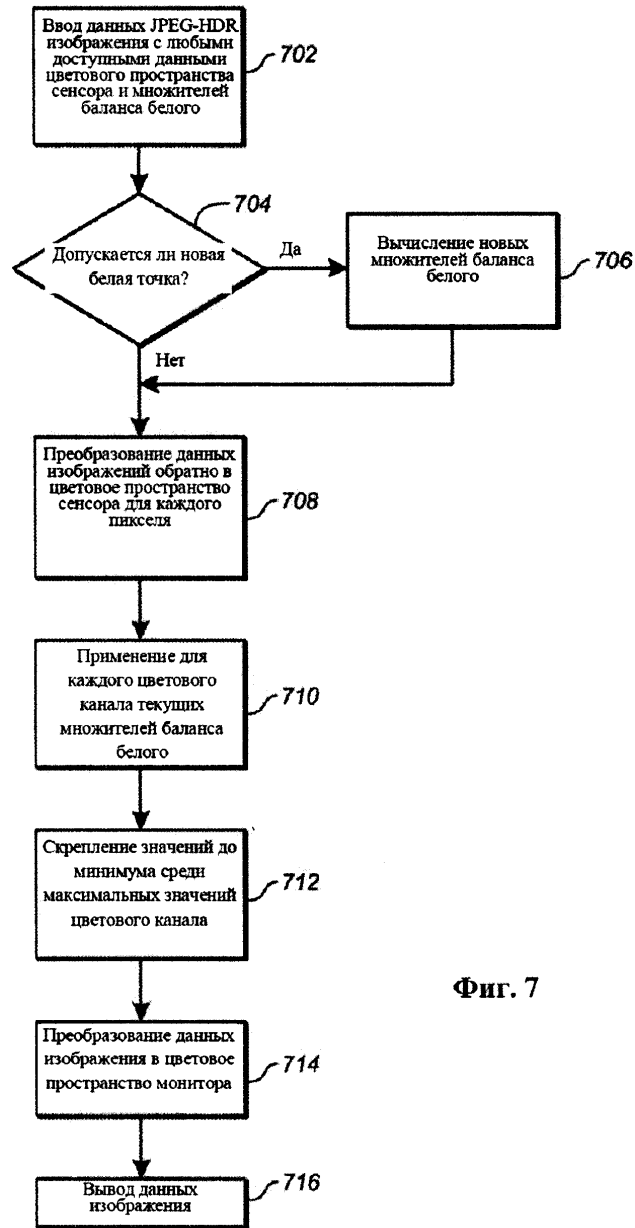 Ввод данных JPEG-HDR
изображения с любыми
доступными данными
цветового пространства
сенсора и множителей
баланса белого
702
704
Допускается ли новая
белая точка?
Да
Вычисление новых
множителей баланса
белого
706
Нет
Преобразование данных
изображений обратно в
цветовое пространство
сенсора для каждого
пикселя
708
Применение для
каждого цветового
канала текущих
множителей баланса
белого
710
Скрепление значений до
минимума среди
максимальных значений
цветового канала
712
Фиг. 7
Преобразование данных
изображения в цветовое
пространство монитора
714
Вывод данных
изображения
716